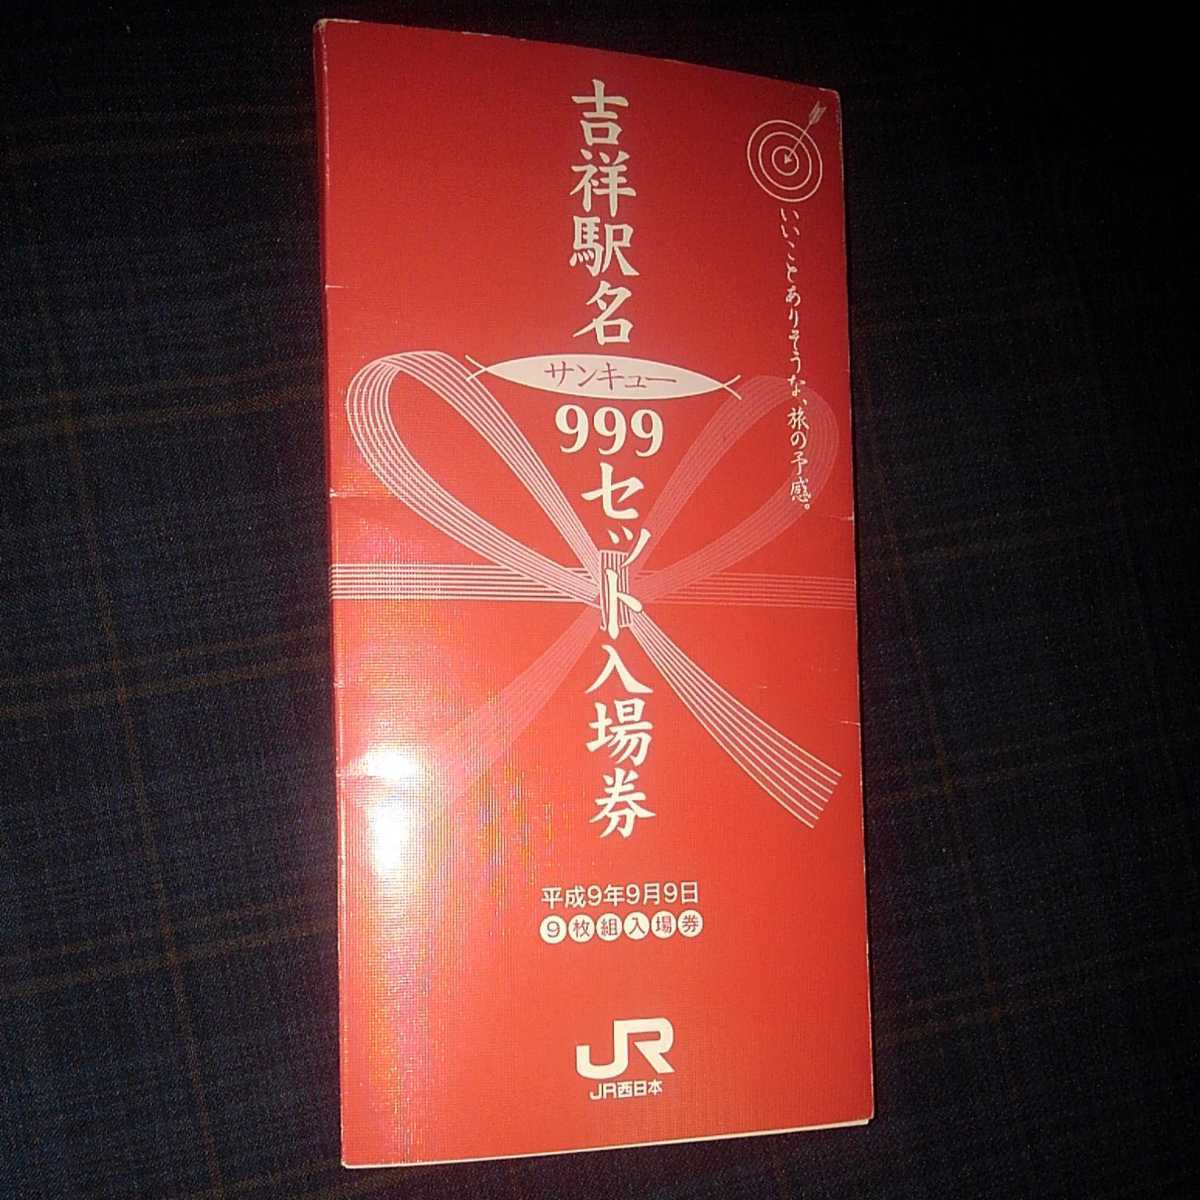 いいことありそうな、旅の予感。
吉祥駅名
サンキュー
999
セット入場券
平成9年9月9日
9枚組入場券
JR
JR西日本